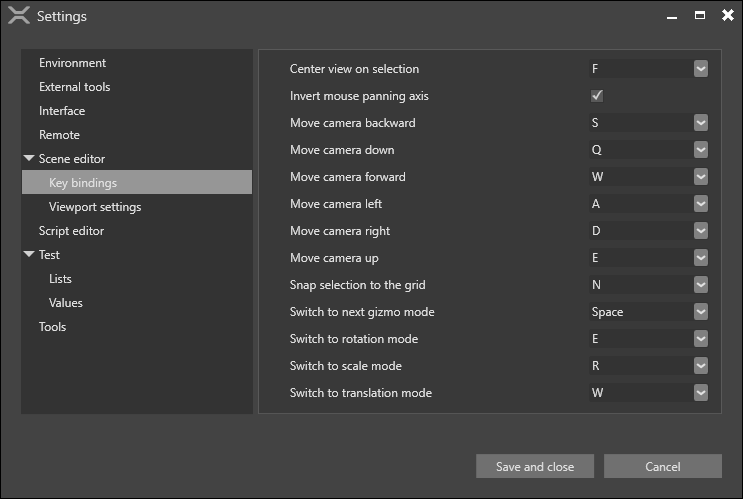 Settings
Environment
External tools
Interface
Remote
Scene editor
Key bindings
Viewport settings
Script editor
Test
Lists
Values
Tools
Center view on selection F
Invert mouse panning axis
Move camera backward S
Move camera down Q
Move camera forward W
Move camera left A
Move camera right D
Move camera up E
Snap selection to the grid N
Switch to next gizmo mode Space
Switch to rotation mode E
Switch to scale mode R
Switch to translation mode W
Save and close Cancel